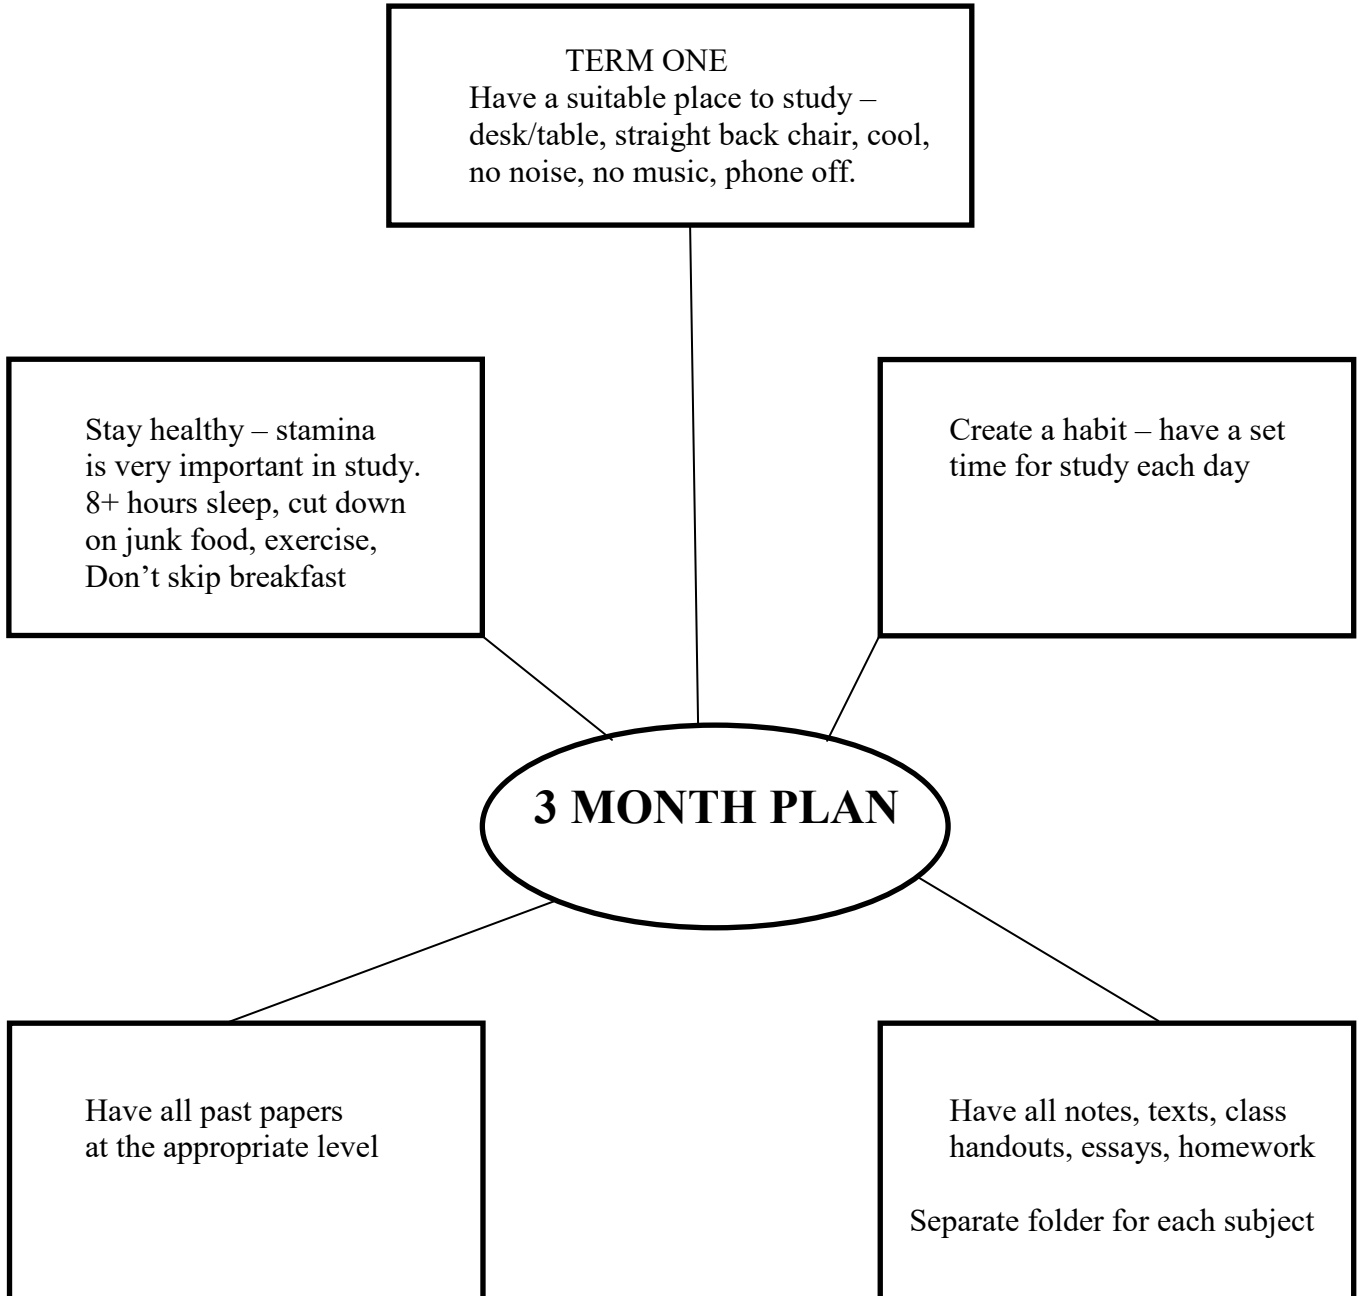 TERM ONE
Have a suitable place to study –
desk/table, straight back chair, cool,
no noise, no music, phone off.
Stay healthy – stamina
is very important in study.
8+ hours sleep, cut down
on junk food, exercise,
Don’t skip breakfast
Create a habit – have a set
time for study each day
3 MONTH PLAN
Have all past papers
at the appropriate level
Have all notes, texts, class
handouts, essays, homework
Separate folder for each subject